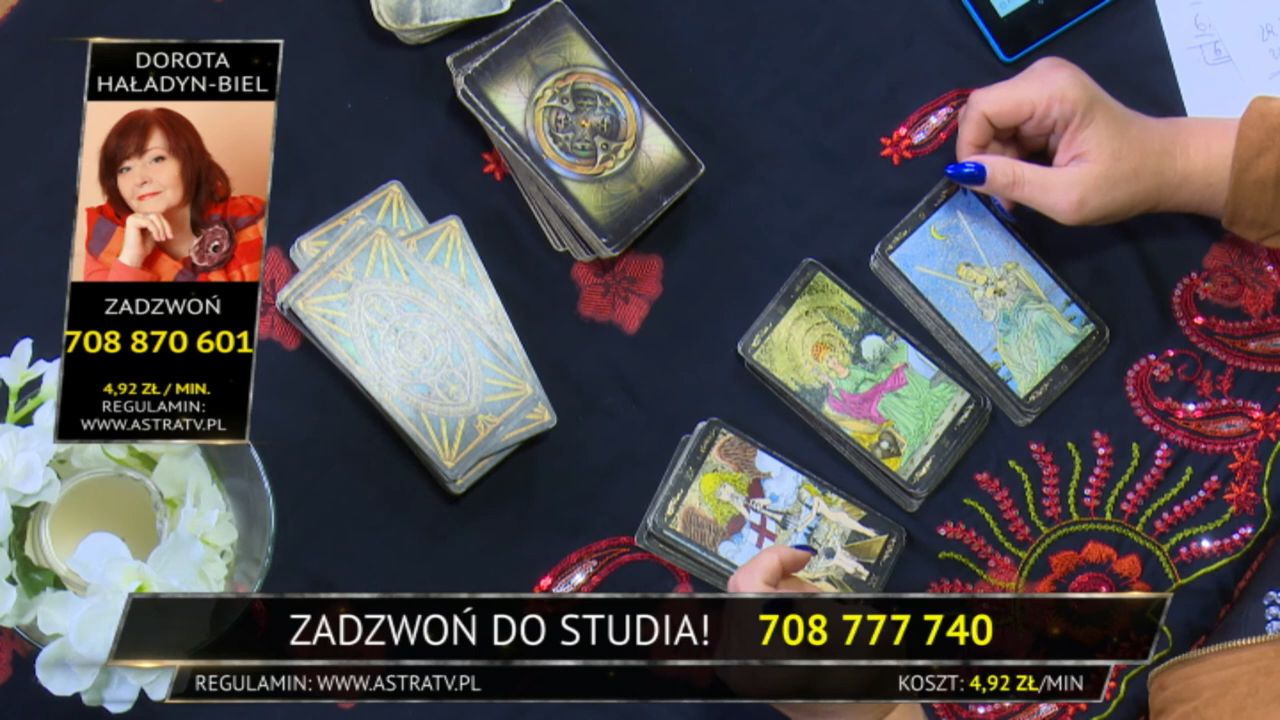 DOROTA
HAŁADYN-BIEL
ZADZWOŃ
708 870 601
4,92 ZŁ / MIN.
REGULAMIN:
WWW.ASTRATV.PL
ZADZWOŃ DO STUDIA! 708 777 740
REGULAMIN: WWW.ASTRATV.PL KOSZT: 4,92 ZŁ/MIN